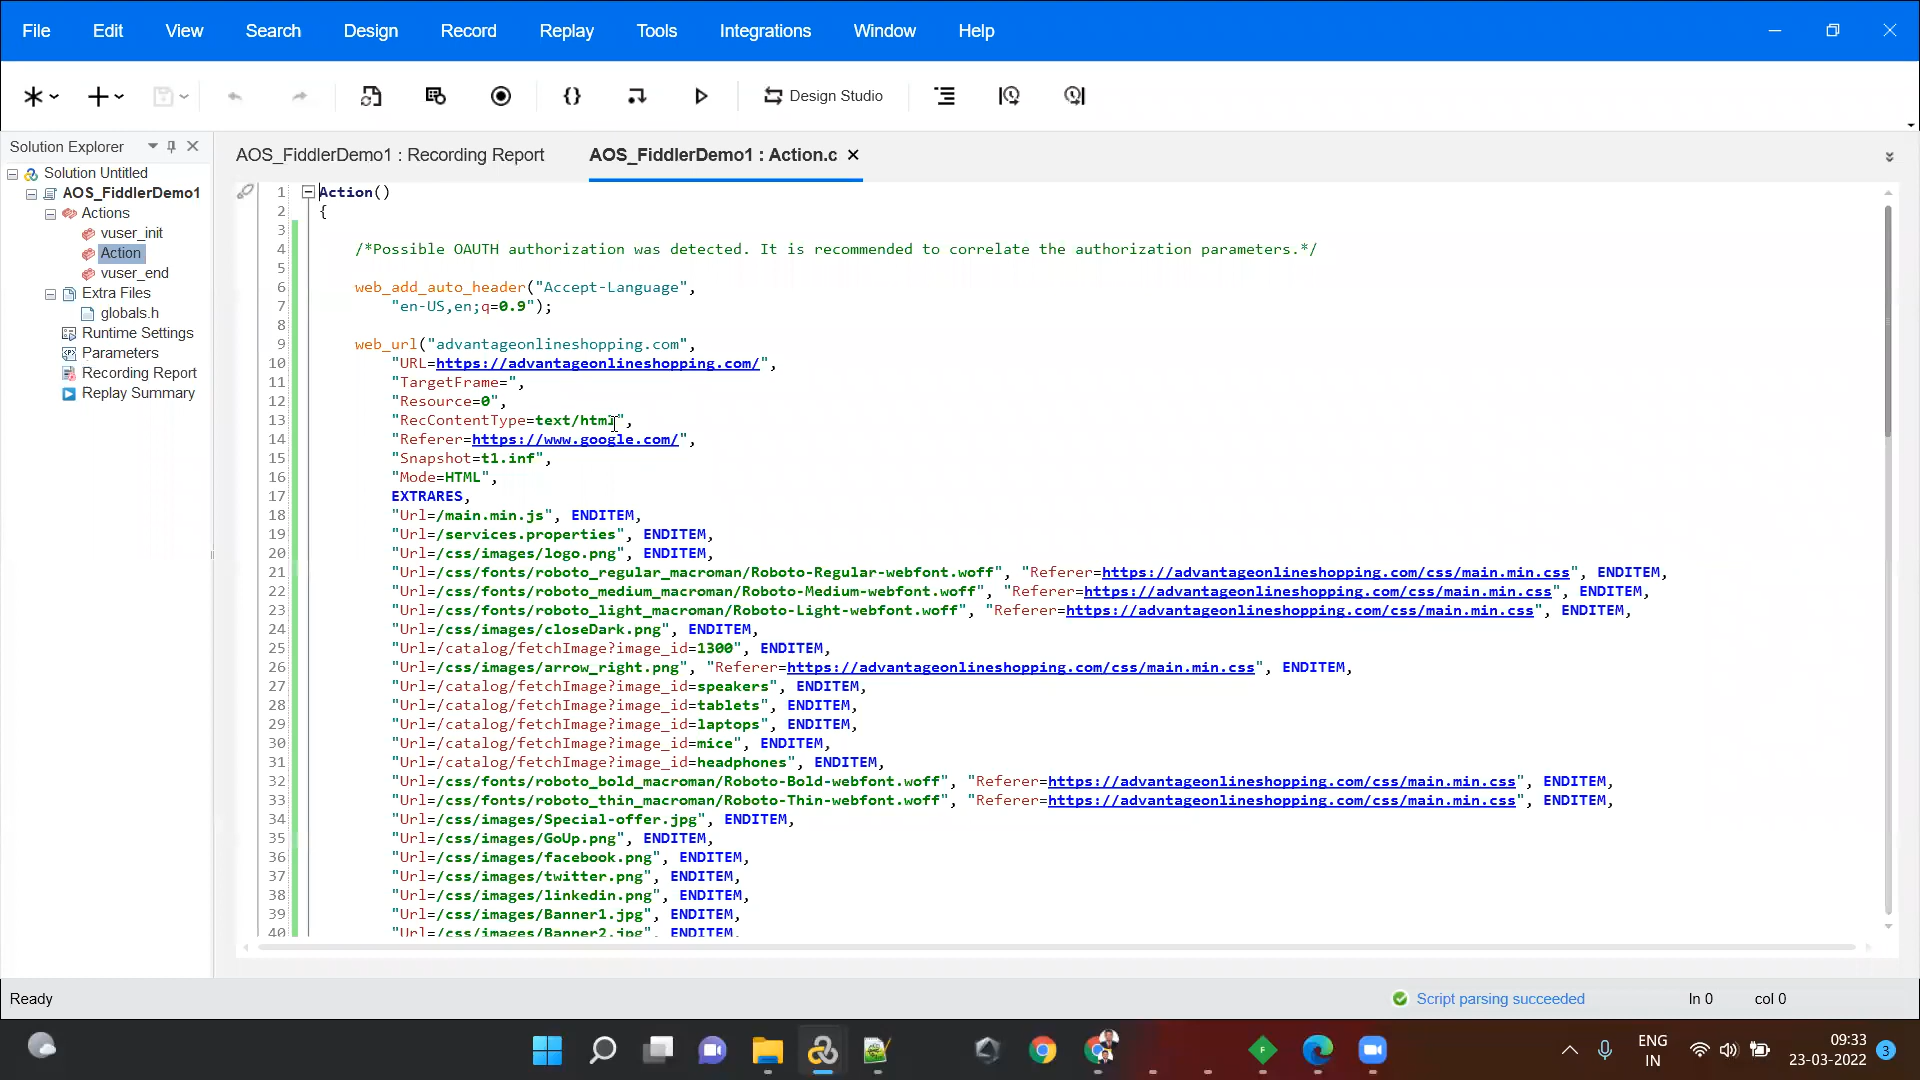 File Edit View Search Design Record Replay Tools Integrations Window Help
Design Studio
Solution Explorer
Solution Untitled
AOS_FiddlerDemo1
Actions
vuser_init
Action
vuser_end
Extra Files
globals.h
Runtime Settings
Parameters
Recording Report
Replay Summary
AOS_FiddlerDemo1 : Recording Report
AOS_FiddlerDemo1 : Action.c
1 Action()
2 {
3
4 /*Possible OAUTH authorization was detected. It is recommended to correlate the authorization parameters.*/
5
6 web_add_auto_header("Accept-Language",
7 "en-US,en;q=0.9");
8
9 web_url("advantageonlineshopping.com",
10 "URL=https://advantageonlineshopping.com/",
11 "TargetFrame=",
12 "Resource=0",
13 "RecContentType=text/html",
14 "Referer=https://www.google.com/",
15 "Snapshot=t1.inf",
16 "Mode=HTML",
17 EXTRARES,
18 "Url=/main.min.js", ENDITEM,
19 "Url=/services.properties", ENDITEM,
20 "Url=/css/images/logo.png", ENDITEM,
21 "Url=/css/fonts/roboto_regular_macroman/Roboto-Regular-webfont.woff", "Referer=https://advantageonlineshopping.com/css/main.min.css", ENDITEM,
22 "Url=/css/fonts/roboto_medium_macroman/Roboto-Medium-webfont.woff", "Referer=https://advantageonlineshopping.com/css/main.min.css", ENDITEM,
23 "Url=/css/fonts/roboto_light_macroman/Roboto-Light-webfont.woff", "Referer=https://advantageonlineshopping.com/css/main.min.css", ENDITEM,
24 "Url=/css/images/closeDark.png", ENDITEM,
25 "Url=/catalog/fetchImage?image_id=1300", ENDITEM,
26 "Url=/css/images/arrow_right.png", "Referer=https://advantageonlineshopping.com/css/main.min.css", ENDITEM,
27 "Url=/catalog/fetchImage?image_id=speakers", ENDITEM,
28 "Url=/catalog/fetchImage?image_id=tablets", ENDITEM,
29 "Url=/catalog/fetchImage?image_id=laptops", ENDITEM,
30 "Url=/catalog/fetchImage?image_id=mice", ENDITEM,
31 "Url=/catalog/fetchImage?image_id=headphones", ENDITEM,
32 "Url=/css/fonts/roboto_bold_macroman/Roboto-Bold-webfont.woff", "Referer=https://advantageonlineshopping.com/css/main.min.css", ENDITEM,
33 "Url=/css/fonts/roboto_thin_macroman/Roboto-Thin-webfont.woff", "Referer=https://advantageonlineshopping.com/css/main.min.css", ENDITEM,
34 "Url=/css/images/Special-offer.jpg", ENDITEM,
35 "Url=/css/images/GoUp.png", ENDITEM,
36 "Url=/css/images/facebook.png", ENDITEM,
37 "Url=/css/images/twitter.png", ENDITEM,
38 "Url=/css/images/linkedin.png", ENDITEM,
39 "Url=/css/images/Banner1.jpg", ENDITEM,
40 "Url=/css/images/Banner2.jpg", ENDITEM,
Ready
Script parsing succeeded
ln 0 col 0
ENG
IN
09:33
23-03-2022
3